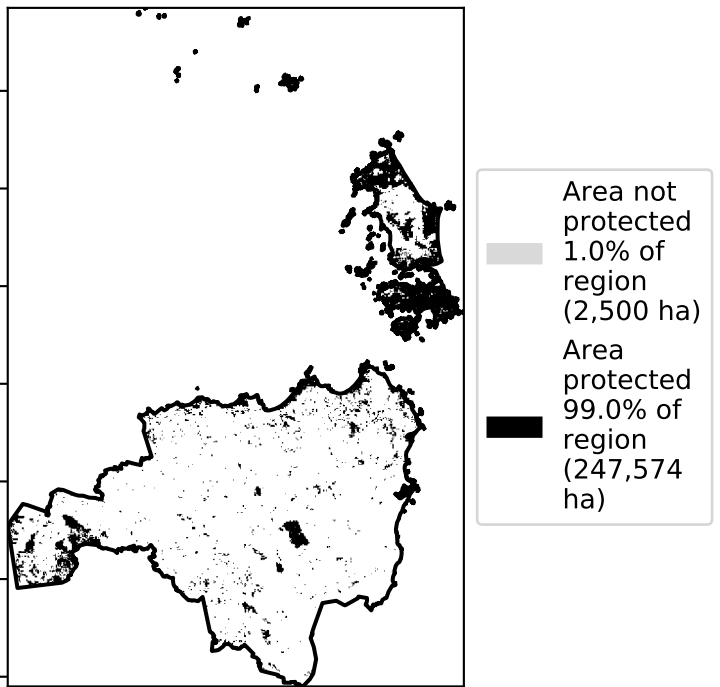 Area not
protected
1.0% of
region
(2,500 ha)
Area
protected
99.0% of
region
(247,574
ha)